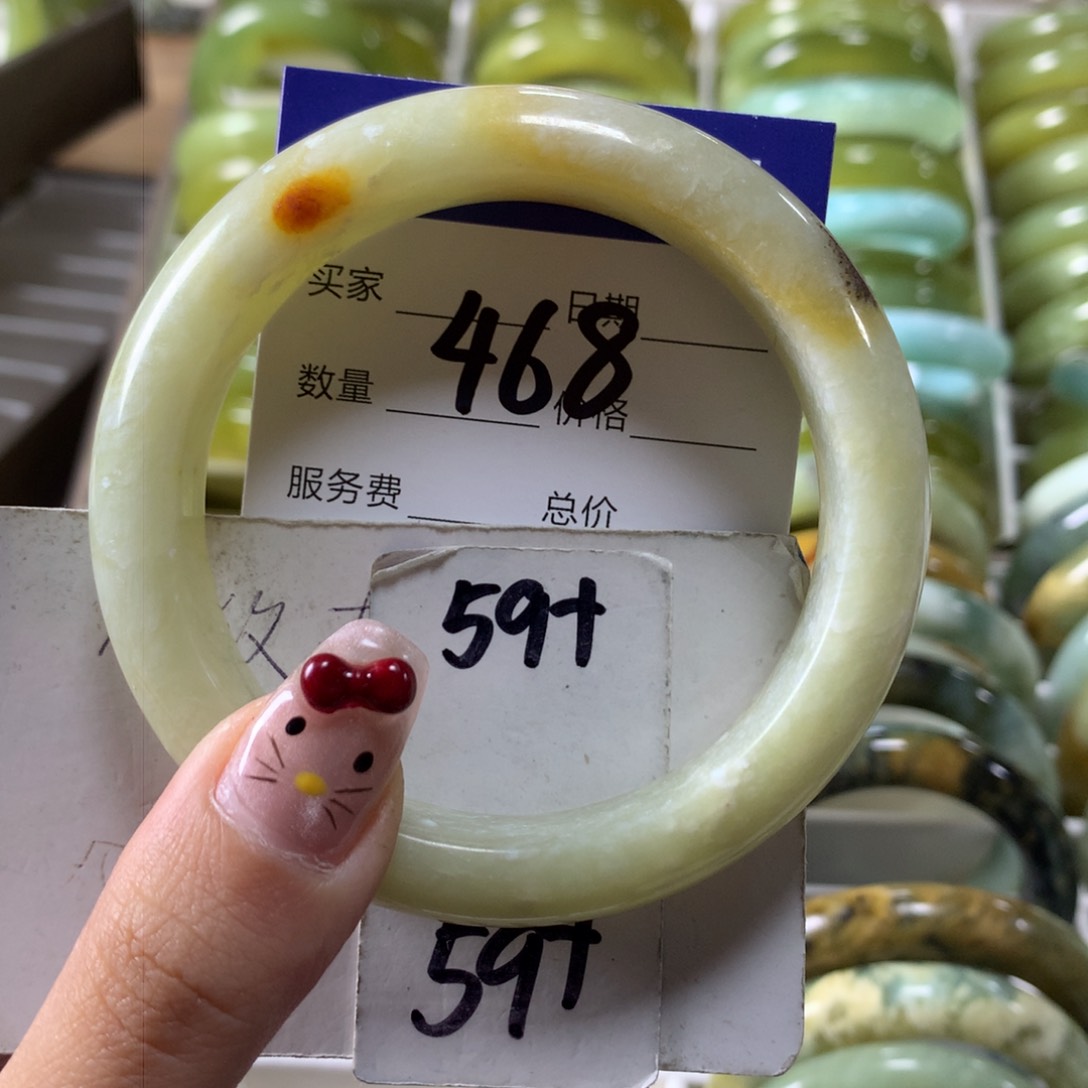 买家 日期
468
数量 价格
服务费 总价
59+
59+